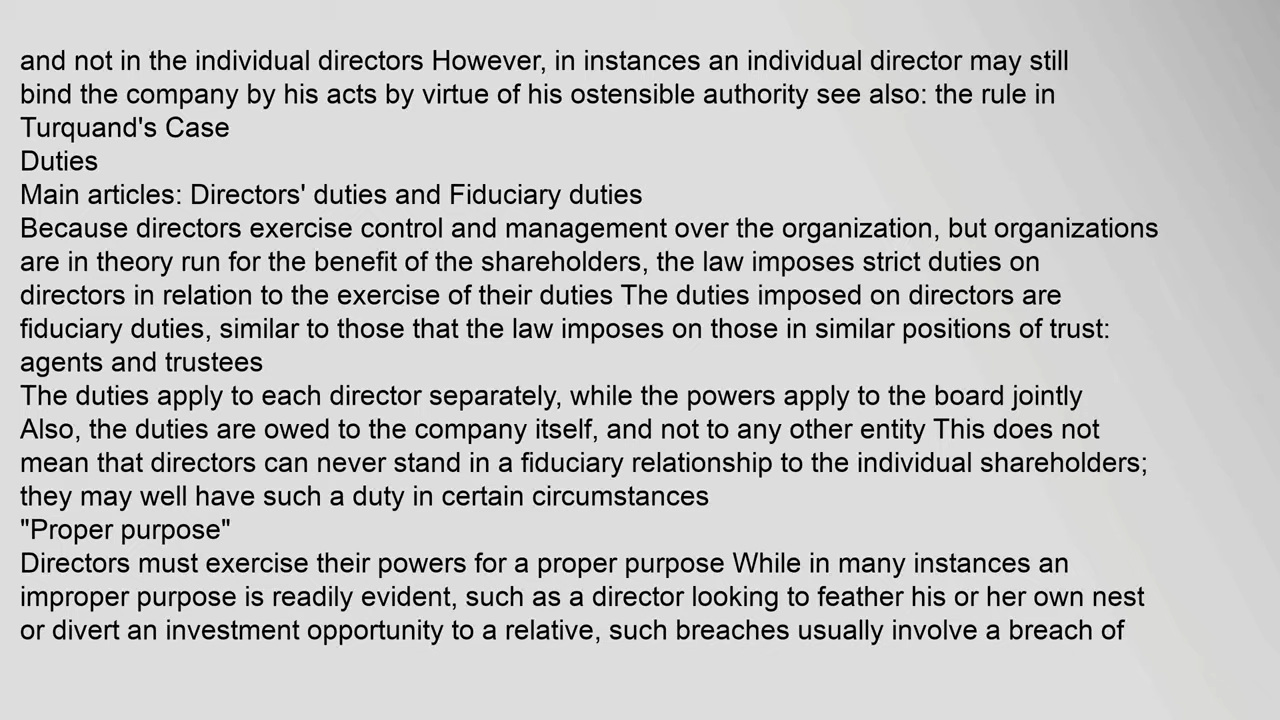 and not in the individual directors However, in instances an individual director may still
bind the company by his acts by virtue of his ostensible authority see also: the rule in
Turquand's Case
Duties
Main articles: Directors' duties and Fiduciary duties
Because directors exercise control and management over the organization, but organizations
are in theory run for the benefit of the shareholders, the law imposes strict duties on
directors in relation to the exercise of their duties The duties imposed on directors are
fiduciary duties, similar to those that the law imposes on those in similar positions of trust:
agents and trustees
The duties apply to each director separately, while the powers apply to the board jointly
Also, the duties are owed to the company itself, and not to any other entity This does not
mean that directors can never stand in a fiduciary relationship to the individual shareholders;
they may well have such a duty in certain circumstances
"Proper purpose"
Directors must exercise their powers for a proper purpose While in many instances an
improper purpose is readily evident, such as a director looking to feather his or her own nest
or divert an investment opportunity to a relative, such breaches usually involve a breach of